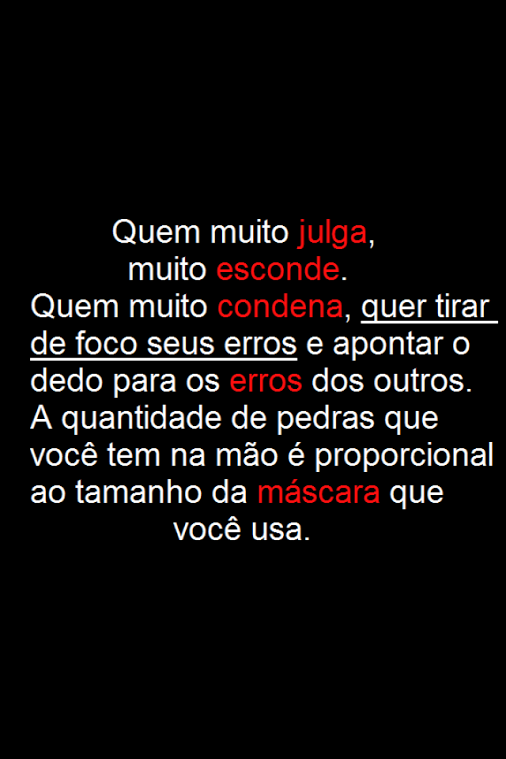 Quem muito julga,
muito esconde.
Quem muito condena, quer tirar
de foco seus erros e apontar o
dedo para os erros dos outros.
A quantidade de pedras que
você tem na mão é proporcional
ao tamanho da máscara que
você usa.